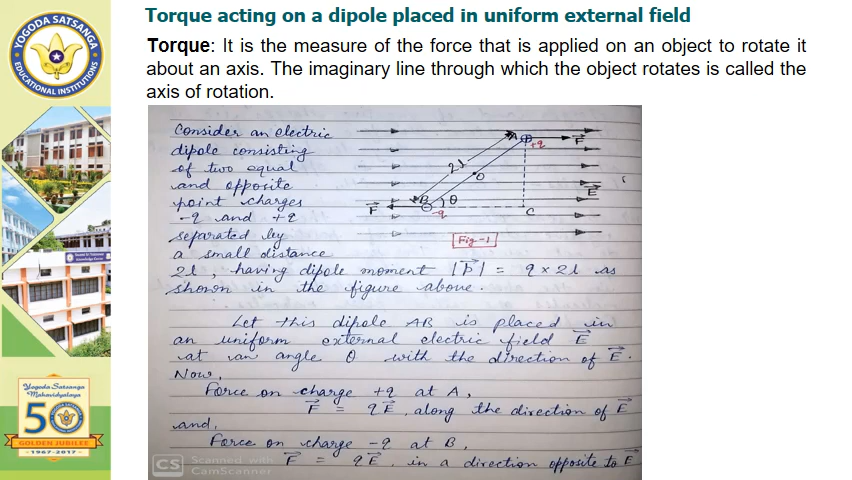 Torque acting on a dipole placed in uniform external field
Torque: It is the measure of the force that is applied on an object to rotate it
about an axis. The imaginary line through which the object rotates is called the
axis of rotation.
YOGODA SATSANGA
EDUCATIONAL INSTITUTIONS
Consider an electric
dipole consisting
of two equal
and opposite
point charges
-q and +q
separated by
a small distance
2l, having dipole moment |p⃗| = q × 2l as
shown in the figure above.
A
+q
F⃗
2l
O
E⃗
B
θ
F⃗
-q
C
Fig-1
Let this dipole AB is placed in
an uniform external electric field E⃗
at an angle θ with the direction of E⃗.
Now,
Force on charge +q at A,
F⃗ = qE⃗, along the direction of E⃗
and,
Force on charge -q at B,
F⃗ = qE⃗, in a direction opposite to E⃗
CS Scanned with
CamScanner
Yogoda Satsanga
Mahavidyalaya
50
GOLDEN JUBILEE
•1967-2017•